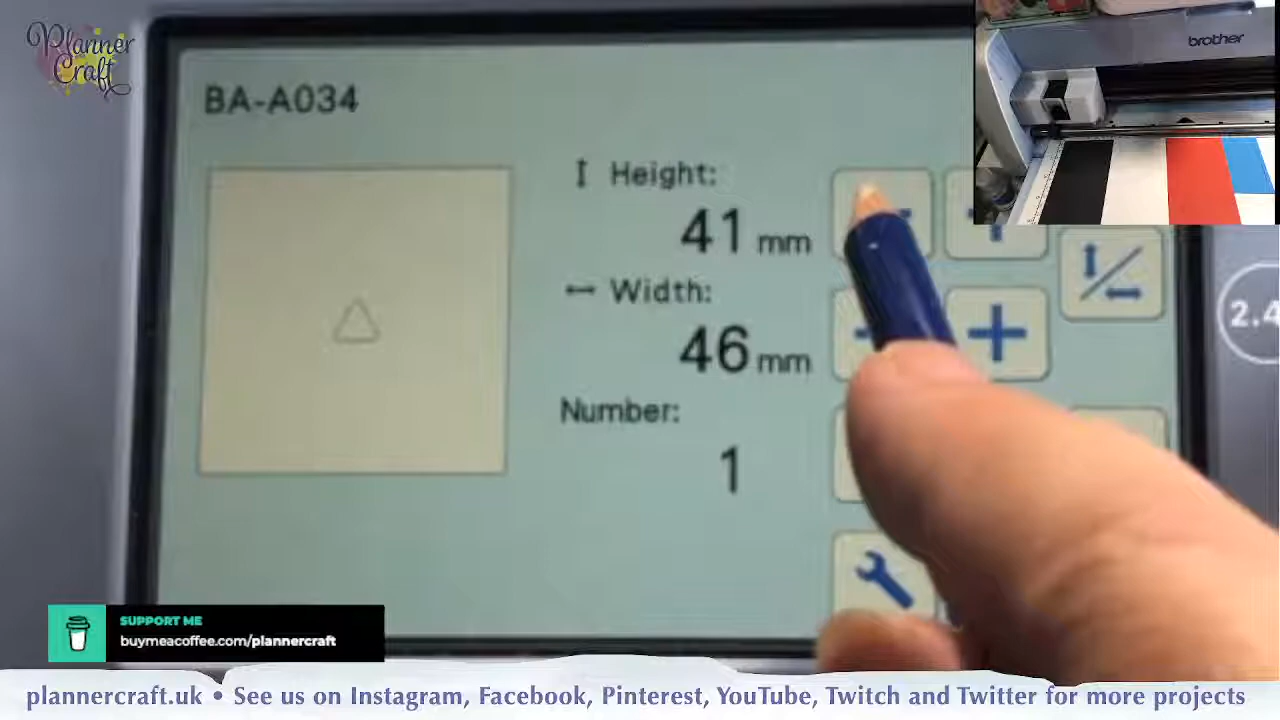 Planner
Craft
brother
BA-A034
Height:
41 mm
Width:
46 mm
Number:
1
2.4
SUPPORT ME
buymeacoffee.com/plannercraft
plannercraft.uk • See us on Instagram, Facebook, Pinterest, YouTube, Twitch and Twitter for more projects